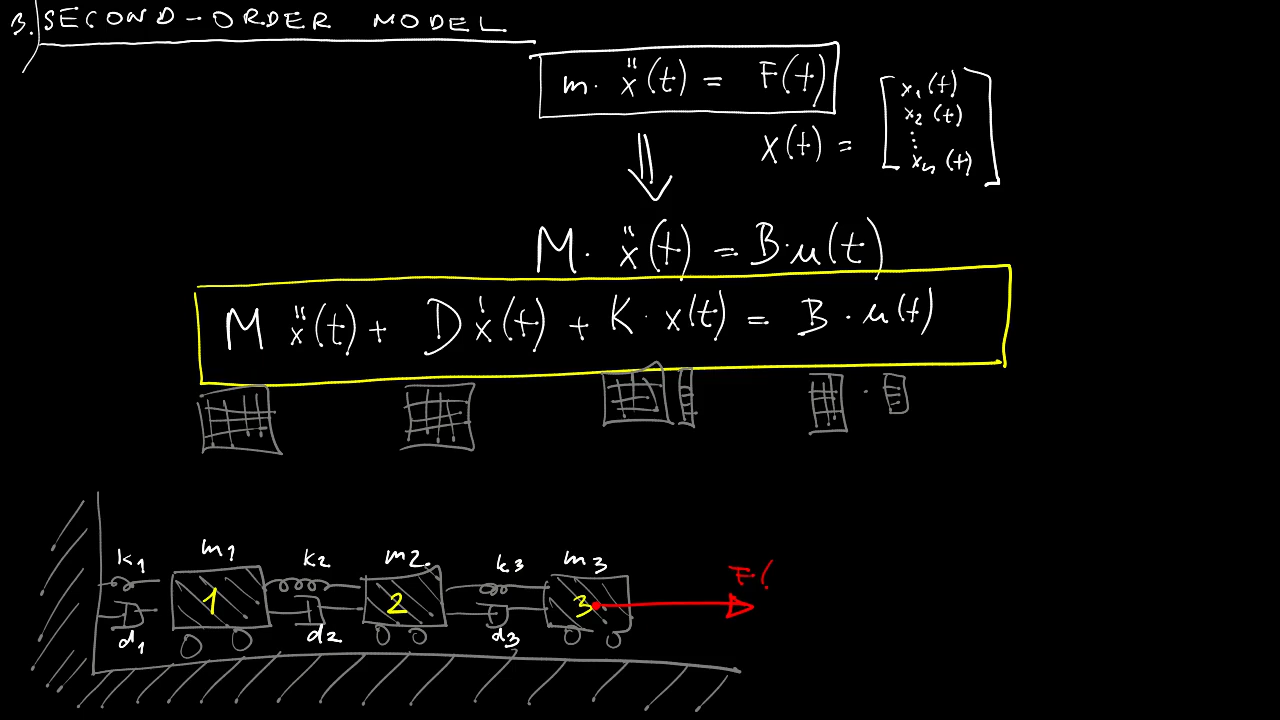 3. SECOND-ORDER MODEL
m · ẍ(t) = F(t)
x(t) = [x₁(t) x₂(t) ⋮ xₙ(t)]
M · ẍ(t) = B · u(t)
M ẍ(t) + D ẋ(t) + K · x(t) = B · u(t)
k₁ m₁ k₂ m₂ k₃ m₃ F(
1 2 3
d₁ d₂ d₃